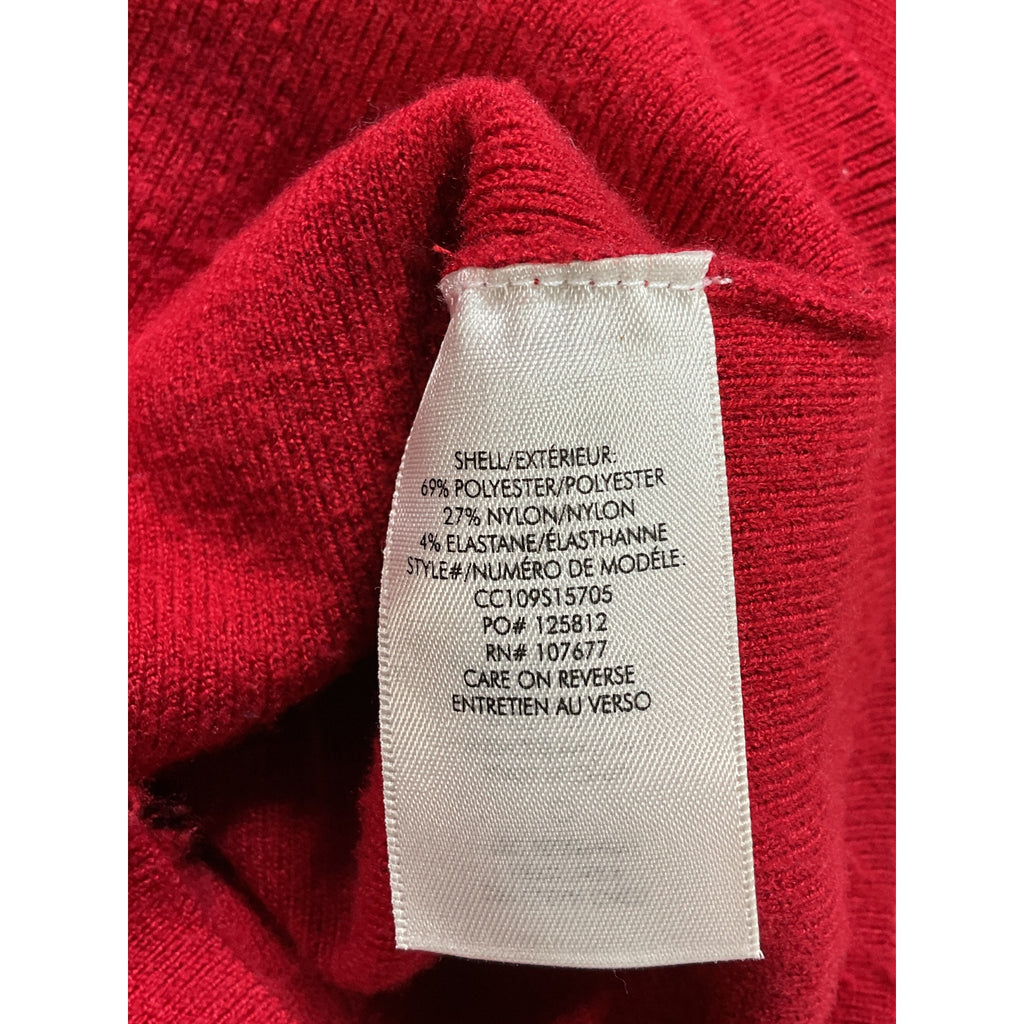 SHELL/EXTÉRIEUR:
69% POLYESTER/POLYESTER
27% NYLON/NYLON
4% ELASTANE/ÉLASTHANNE
STYLE#/NUMÉRO DE MODÉLE:
CC109S15705
PO# 125812
RN# 107677
CARE ON REVERSE
ENTRETIEN AU VERSO